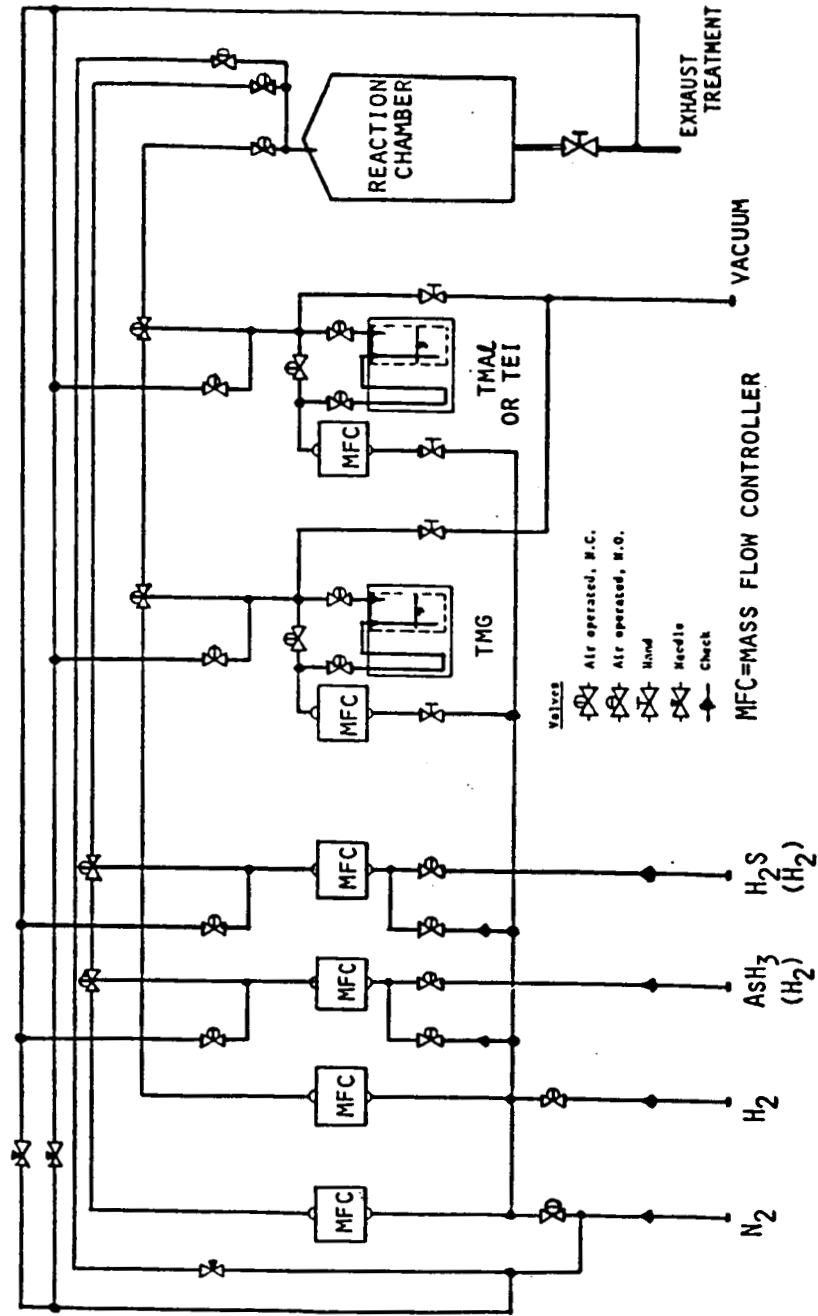 REACTION
CHAMBER
MFC
MFC
MFC
MFC
MFC
MFC
TMG
TMAL
OR TEI
EXHAUST
TREATMENT
VACUUM
Valves
Air operated, N.C.
Air operated, N.O.
Hand
Needle
Check
MFC=MASS FLOW CONTROLLER
N₂
H₂
AsH₃
(H₂)
H₂S
(H₂)